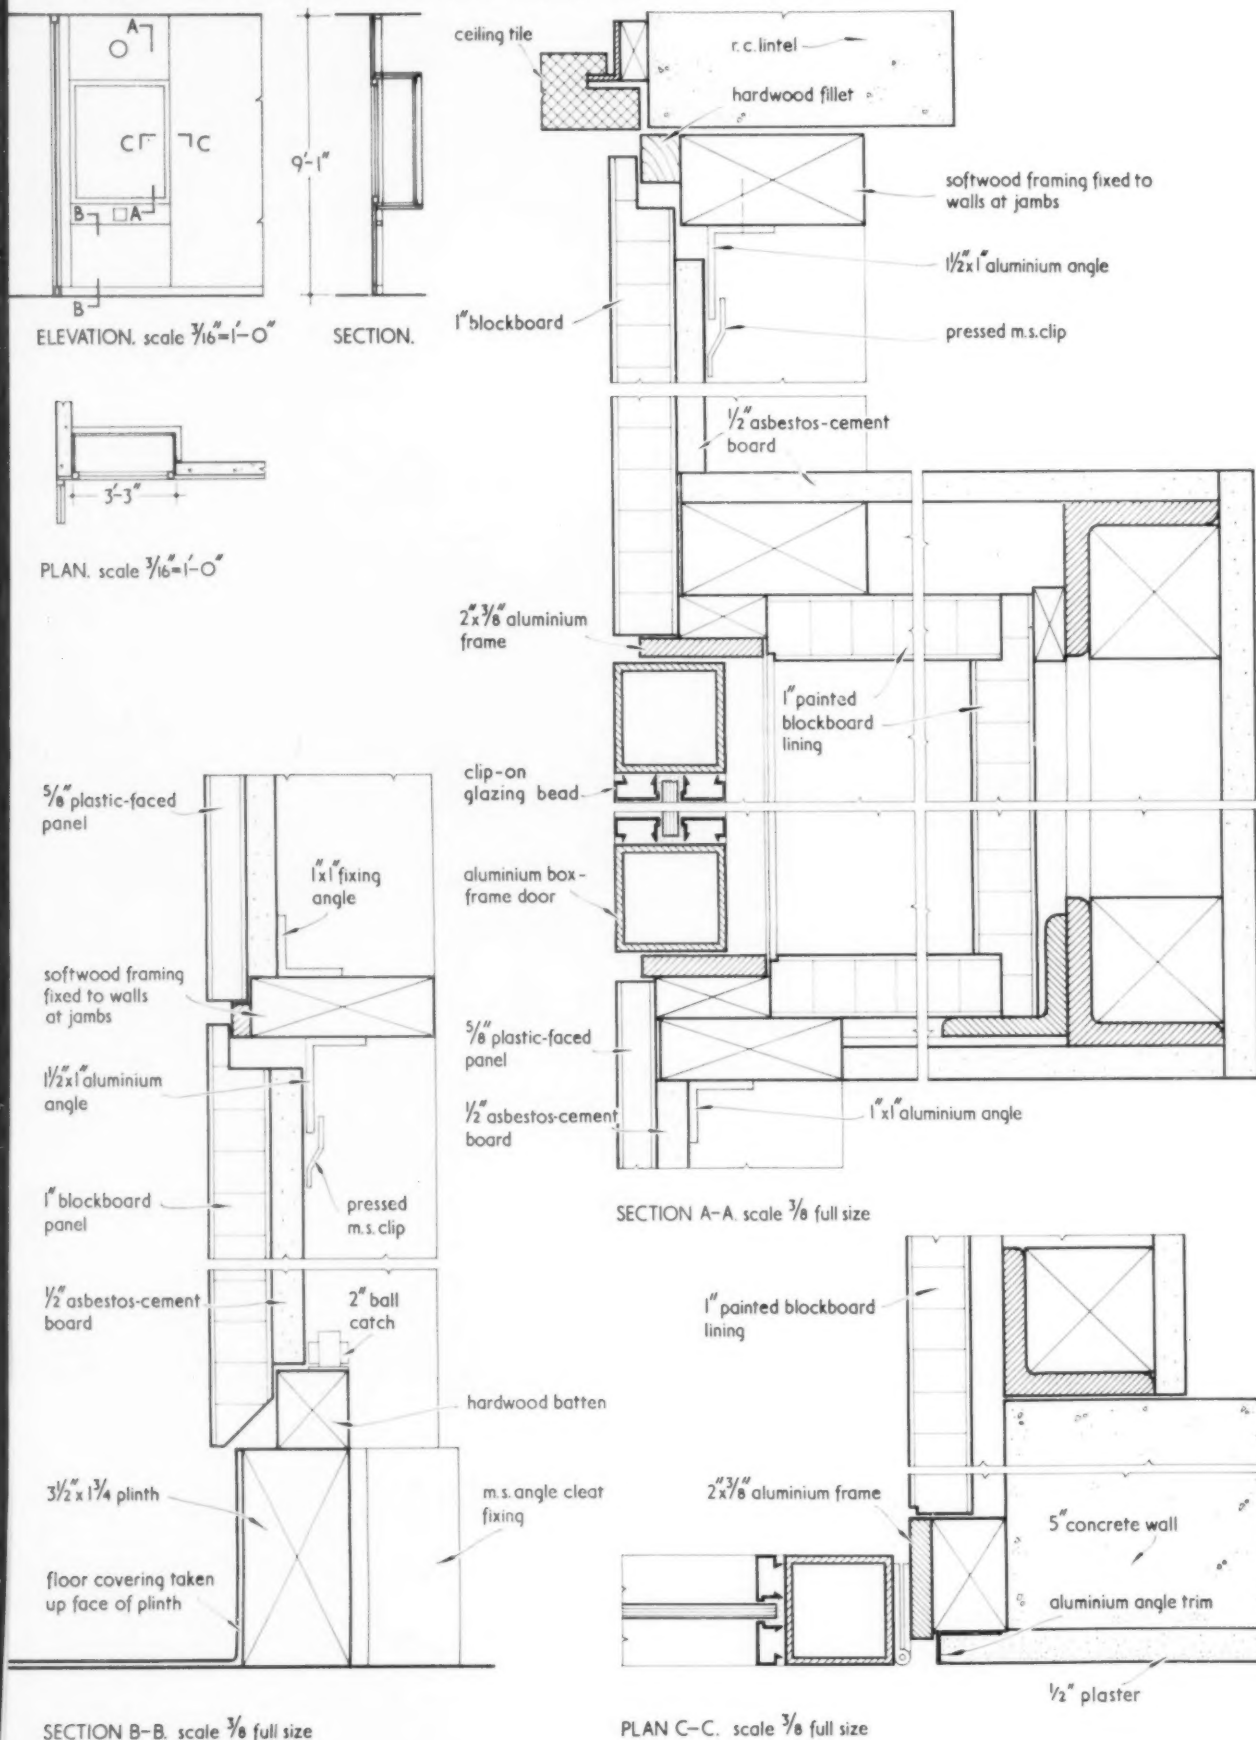 A
C
C
B
A
B
9'-1"
ELEVATION. scale 3/16"=1'-0"
SECTION.
3'-3"
PLAN. scale 3/16"=1'-0"
ceiling tile
r.c. lintel
hardwood fillet
softwood framing fixed to
walls at jambs
1½"x1" aluminium angle
1" blockboard
pressed m.s. clip
½" asbestos-cement
board
2"x⅜" aluminium
frame
1" painted
blockboard
lining
clip-on
glazing bead
aluminium box-
frame door
⅝" plastic-faced
panel
½" asbestos-cement
board
1"x1" aluminium angle
SECTION A-A. scale ⅜ full size
⅝" plastic-faced
panel
1"x1" fixing
angle
softwood framing
fixed to walls
at jambs
1½"x1" aluminium
angle
1" blockboard
panel
pressed
m.s. clip
½" asbestos-cement
board
2" ball
catch
hardwood batten
3½"x1¾ plinth
m.s. angle cleat
fixing
floor covering taken
up face of plinth
SECTION B-B. scale ⅜ full size
1" painted blockboard
lining
2"x⅜" aluminium frame
5" concrete wall
aluminium angle trim
½" plaster
PLAN C-C. scale ⅜ full size